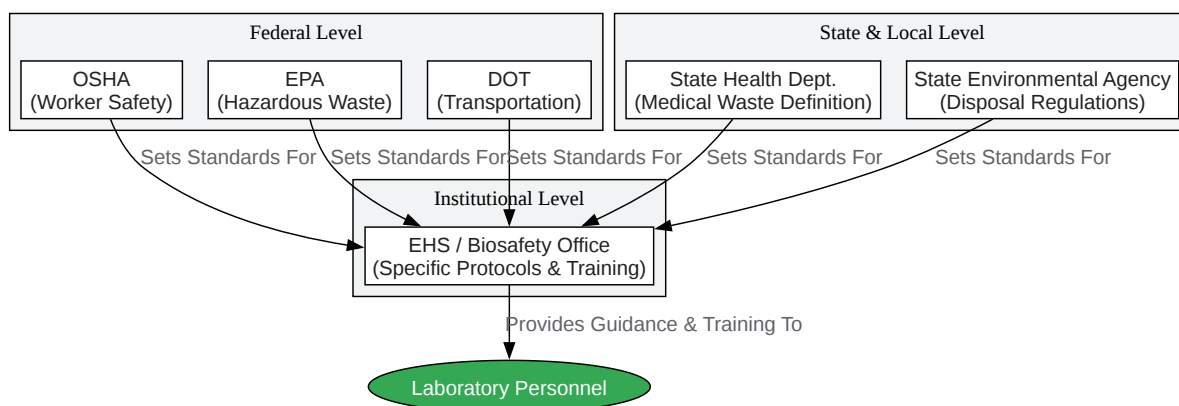 Federal Level
State & Local Level
OSHA
(Worker Safety)
EPA
(Hazardous Waste)
DOT
(Transportation)
State Health Dept.
(Medical Waste Definition)
State Environmental Agency
(Disposal Regulations)
Sets Standards For
Sets Standards For
Sets Standards For
Sets Standards For
Sets Standards For
Institutional Level
EHS / Biosafety Office
(Specific Protocols & Training)
Provides Guidance & Training To
Laboratory Personnel